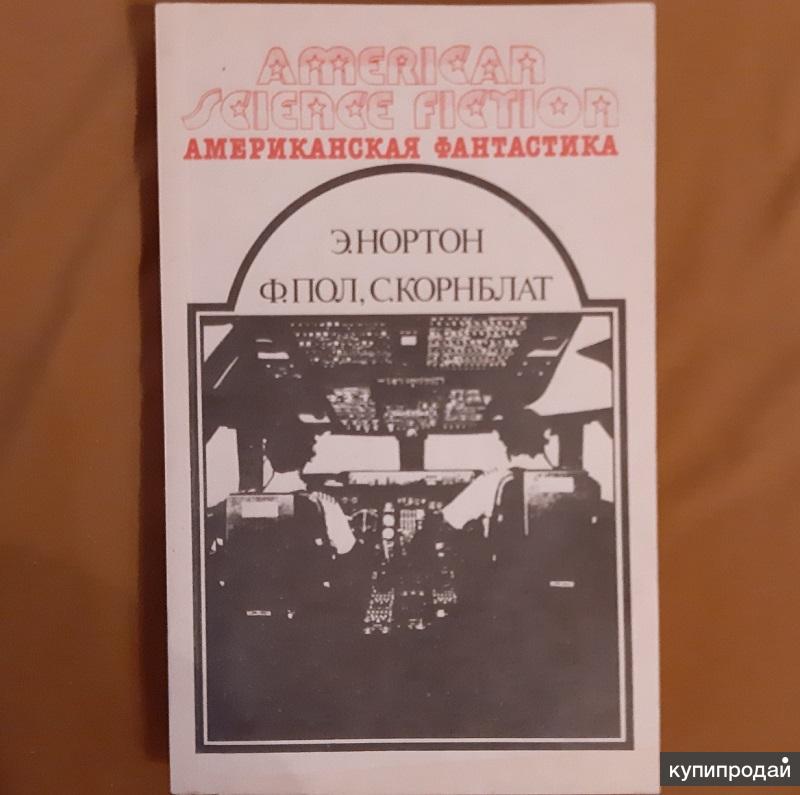 AMERICAN
SCIENCE FICTION
АМЕРИКАНСКАЯ ФАНТАСТИКА
Э.НОРТОН
Ф.ПОЛ, С.КОРНБЛАТ
купипродай